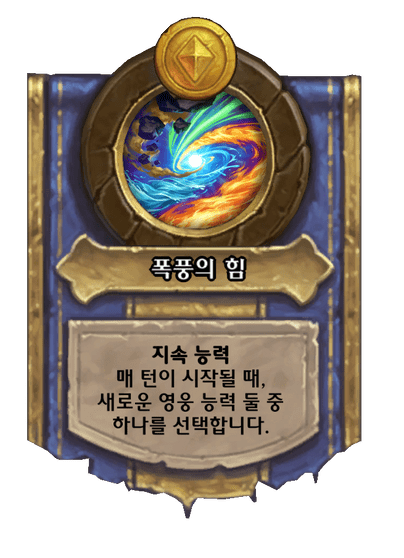 폭풍의 힘
지속 능력
매 턴이 시작될 때,
새로운 영웅 능력 둘 중
하나를 선택합니다.